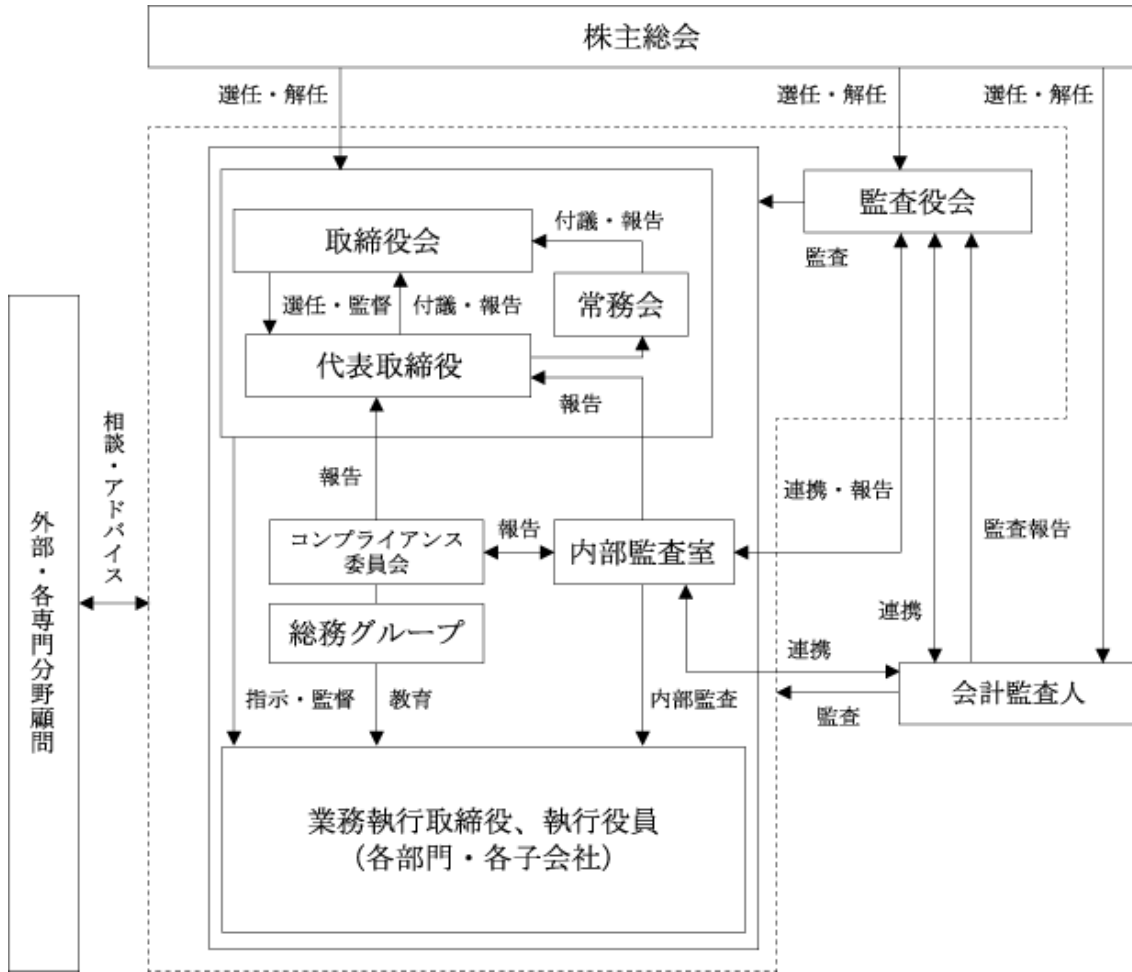 株主総会
選任・解任
選任・解任
選任・解任
監査役会
取締役会
付議・報告
監査
常務会
選任・監督
付議・報告
代表取締役
報告
相談・アドバイス
報告
連携・報告
監査報告
外部・各専門分野顧問
コンプライアンス
委員会
報告
内部監査室
総務グループ
連携
連携
会計監査人
指示・監督
教育
内部監査
監査
業務執行取締役、執行役員
(各部門・各子会社)